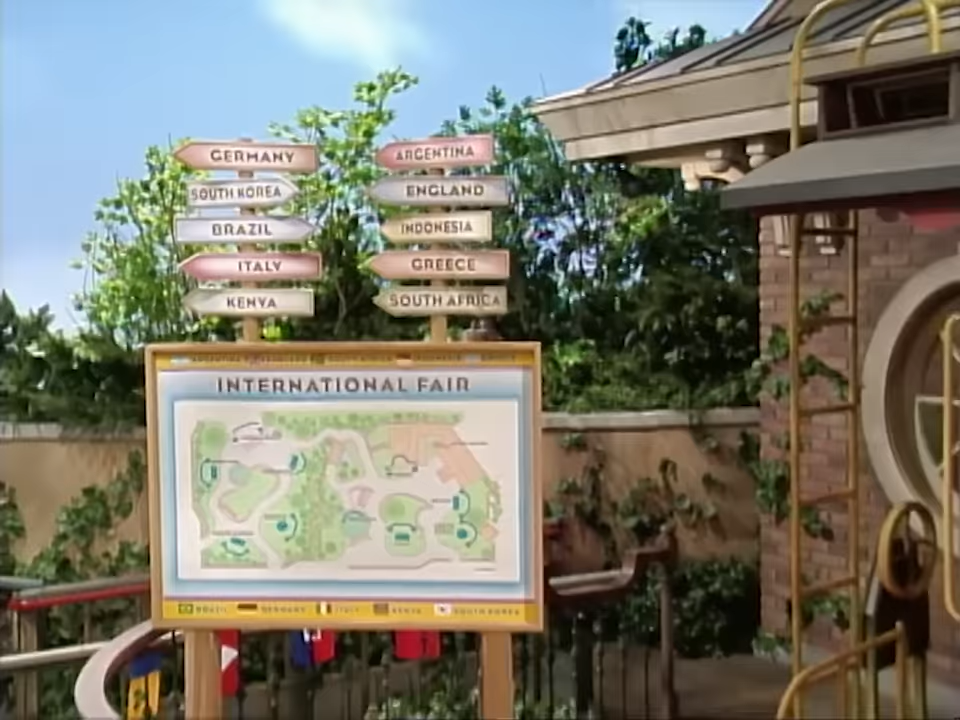 GERMANY
SOUTH KOREA
BRAZIL
ITALY
KENYA
ARGENTINA
ENGLAND
INDONESIA
GREECE
SOUTH AFRICA
INTERNATIONAL FAIR
BRAZIL GERMANY ITALY KENYA SOUTH KOREA